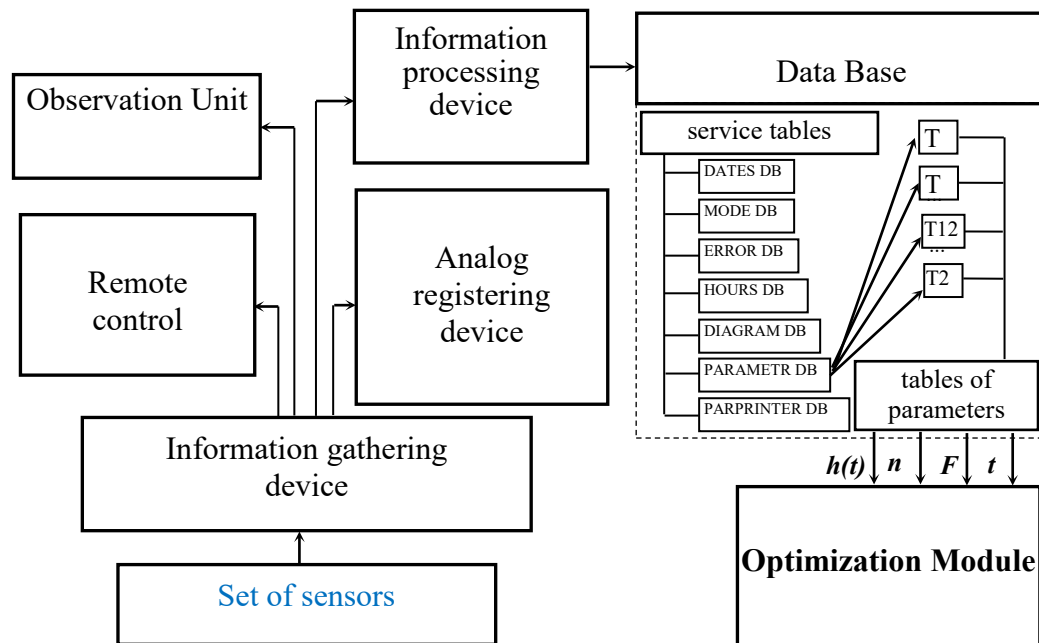 Information
processing
device
Data Base
Observation Unit
service tables
DATES DB
MODE DB
ERROR DB
HOURS DB
DIAGRAM DB
PARAMETR DB
PARPRINTER DB
T
T
...
T12
...
T2
Remote
control
Analog
registering
device
tables of
parameters
Information gathering
device
h(t) n F t
Optimization Module
Set of sensors